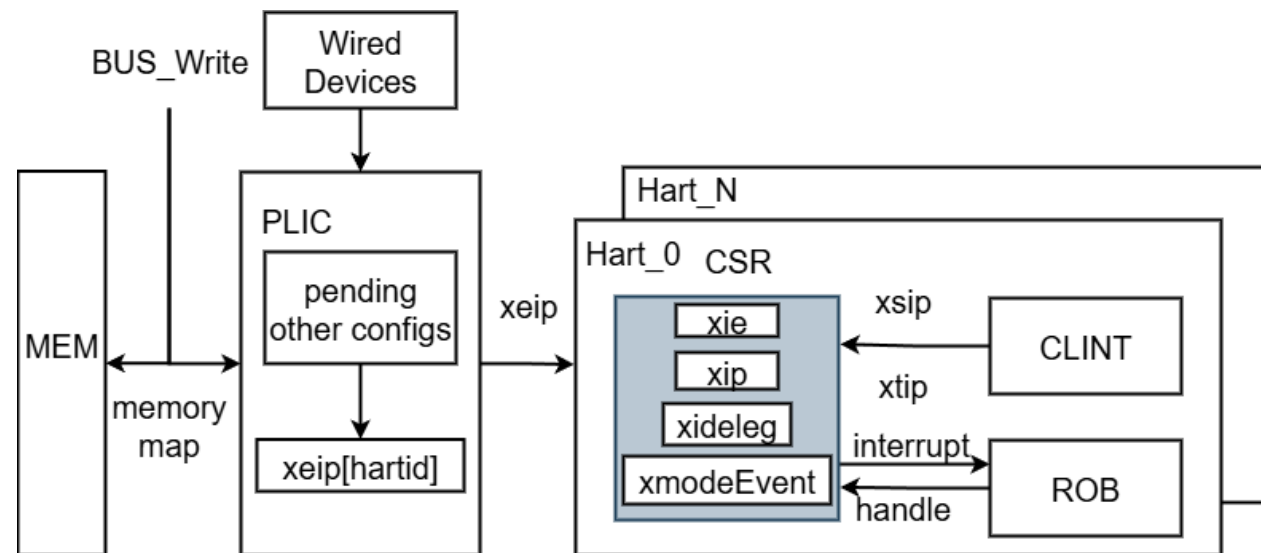 BUS_Write
Wired
Devices
MEM
memory
map
PLIC
pending
other configs
xeip[hartid]
xeip
Hart_N
Hart_0
CSR
xie
xip
xideleg
xmodeEvent
xsip
xtip
CLINT
interrupt
handle
ROB